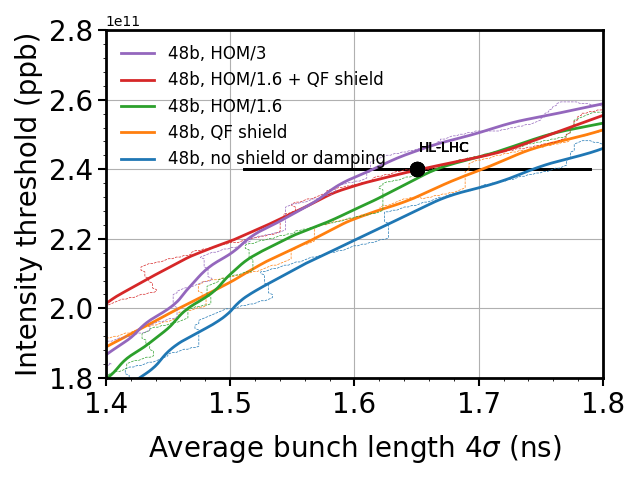 1e11
2.8
2.6
2.4
2.2
2.0
1.8
Intensity threshold (ppb)
48b, HOM/3
48b, HOM/1.6 + QF shield
48b, HOM/1.6
48b, QF shield
48b, no shield or damping
HL-LHC
1.4 1.5 1.6 1.7 1.8
Average bunch length 4σ (ns)